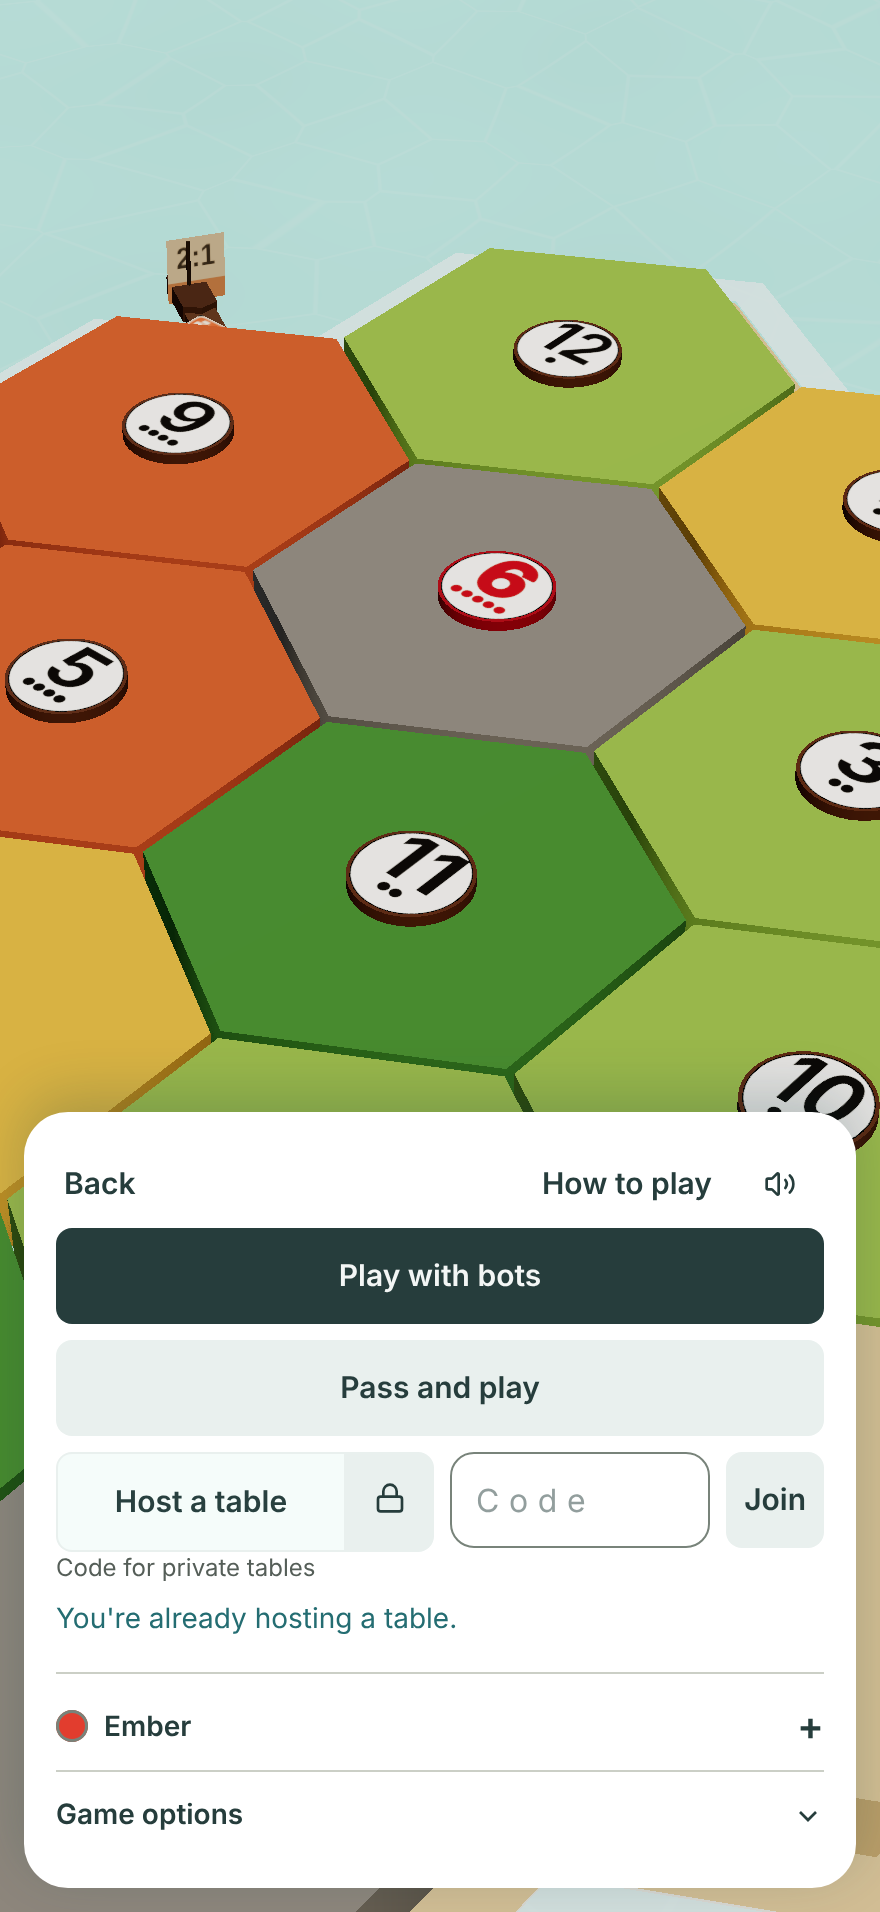 2:1
12
9
6
5
3
11
10
Back
How to play
Play with bots
Pass and play
Host a table
Code
Join
Code for private tables
You're already hosting a table.
Ember
+
Game options